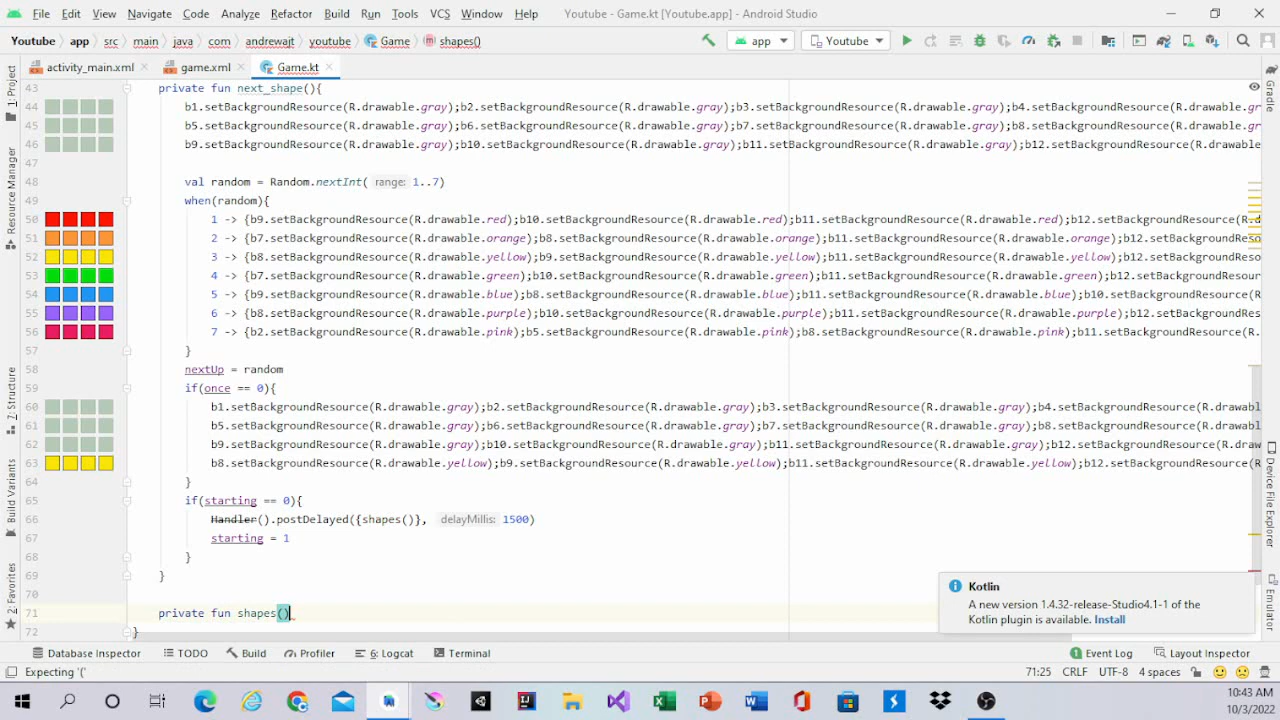 File Edit View Navigate Code Analyze Refactor Build Run Tools VCS Window Help Youtube - Game.kt [Youtube.app] - Android Studio
Youtube app src main java com andrewajt youtube Game shapes() app Youtube
activity_main.xml game.xml Game.kt
1: Project
Resource Manager
2: Structure
Build Variants
2: Favorites
Gradle
Device File Explorer
Emulator
43 private fun next_shape(){
44 b1.setBackgroundResource(R.drawable.gray);b2.setBackgroundResource(R.drawable.gray);b3.setBackgroundResource(R.drawable.gray);b4.setBackgroundResource(R.drawable.gr
45 b5.setBackgroundResource(R.drawable.gray);b6.setBackgroundResource(R.drawable.gray);b7.setBackgroundResource(R.drawable.gray);b8.setBackgroundResource(R.drawable.gr
46 b9.setBackgroundResource(R.drawable.gray);b10.setBackgroundResource(R.drawable.gray);b11.setBackgroundResource(R.drawable.gray);b12.setBackgroundResource(R.drawable.
47
48 val random = Random.nextInt( range: 1..7)
49 when(random){
50 1 -> {b9.setBackgroundResource(R.drawable.red);b10.setBackgroundResource(R.drawable.red);b11.setBackgroundResource(R.drawable.red);b12.setBackgroundResource(R.d
51 2 -> {b7.setBackgroundResource(R.drawable.orange);b8.setBackgroundResource(R.drawable.orange);b11.setBackgroundResource(R.drawable.orange);b12.setBackgroundReso
52 3 -> {b8.setBackgroundResource(R.drawable.yellow);b9.setBackgroundResource(R.drawable.yellow);b11.setBackgroundResource(R.drawable.yellow);b12.setBackgroundReso
53 4 -> {b7.setBackgroundResource(R.drawable.green);b10.setBackgroundResource(R.drawable.green);b11.setBackgroundResource(R.drawable.green);b12.setBackgroundResour
54 5 -> {b9.setBackgroundResource(R.drawable.blue);b8.setBackgroundResource(R.drawable.blue);b11.setBackgroundResource(R.drawable.blue);b10.setBackgroundResource(R.
55 6 -> {b8.setBackgroundResource(R.drawable.purple);b10.setBackgroundResource(R.drawable.purple);b11.setBackgroundResource(R.drawable.purple);b12.setBackgroundRes
56 7 -> {b2.setBackgroundResource(R.drawable.pink);b5.setBackgroundResource(R.drawable.pink);b8.setBackgroundResource(R.drawable.pink);b11.setBackgroundResource(R.
57 }
58 nextUp = random
59 if(once == 0){
60 b1.setBackgroundResource(R.drawable.gray);b2.setBackgroundResource(R.drawable.gray);b3.setBackgroundResource(R.drawable.gray);b4.setBackgroundResource(R.drawabl
61 b5.setBackgroundResource(R.drawable.gray);b6.setBackgroundResource(R.drawable.gray);b7.setBackgroundResource(R.drawable.gray);b8.setBackgroundResource(R.drawabl
62 b9.setBackgroundResource(R.drawable.gray);b10.setBackgroundResource(R.drawable.gray);b11.setBackgroundResource(R.drawable.gray);b12.setBackgroundResource(R.draw
63 b8.setBackgroundResource(R.drawable.yellow);b9.setBackgroundResource(R.drawable.yellow);b11.setBackgroundResource(R.drawable.yellow);b12.setBackgroundResource(R
64 }
65 if(starting == 0){
66 Handler().postDelayed({shapes()}, delayMillis: 1500)
67 starting = 1
68 }
69 }
70
71 private fun shapes()
72 }
Kotlin
A new version 1.4.32-release-Studio4.1-1 of the
Kotlin plugin is available. Install
Database Inspector TODO Build Profiler 6: Logcat Terminal Event Log Layout Inspector
Expecting '(' 71:25 CRLF UTF-8 4 spaces
10:43 AM
10/3/2022